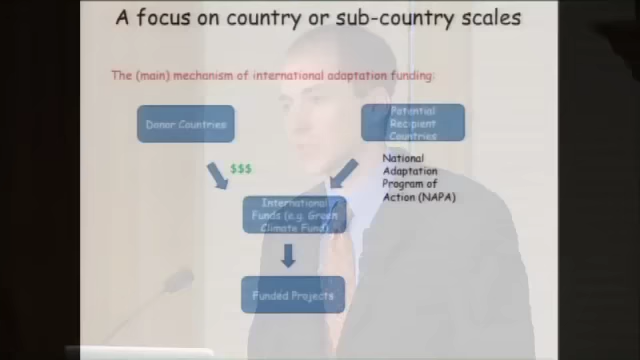 A focus on country or sub-country scales
The (main) mechanism of international adaptation funding:
Donor Countries
Potential
Recipient
Countries
$$$
National
Adaptation
Program of
Action (NAPA)
International
Funds (e.g. Green
Climate Fund)
Funded Projects